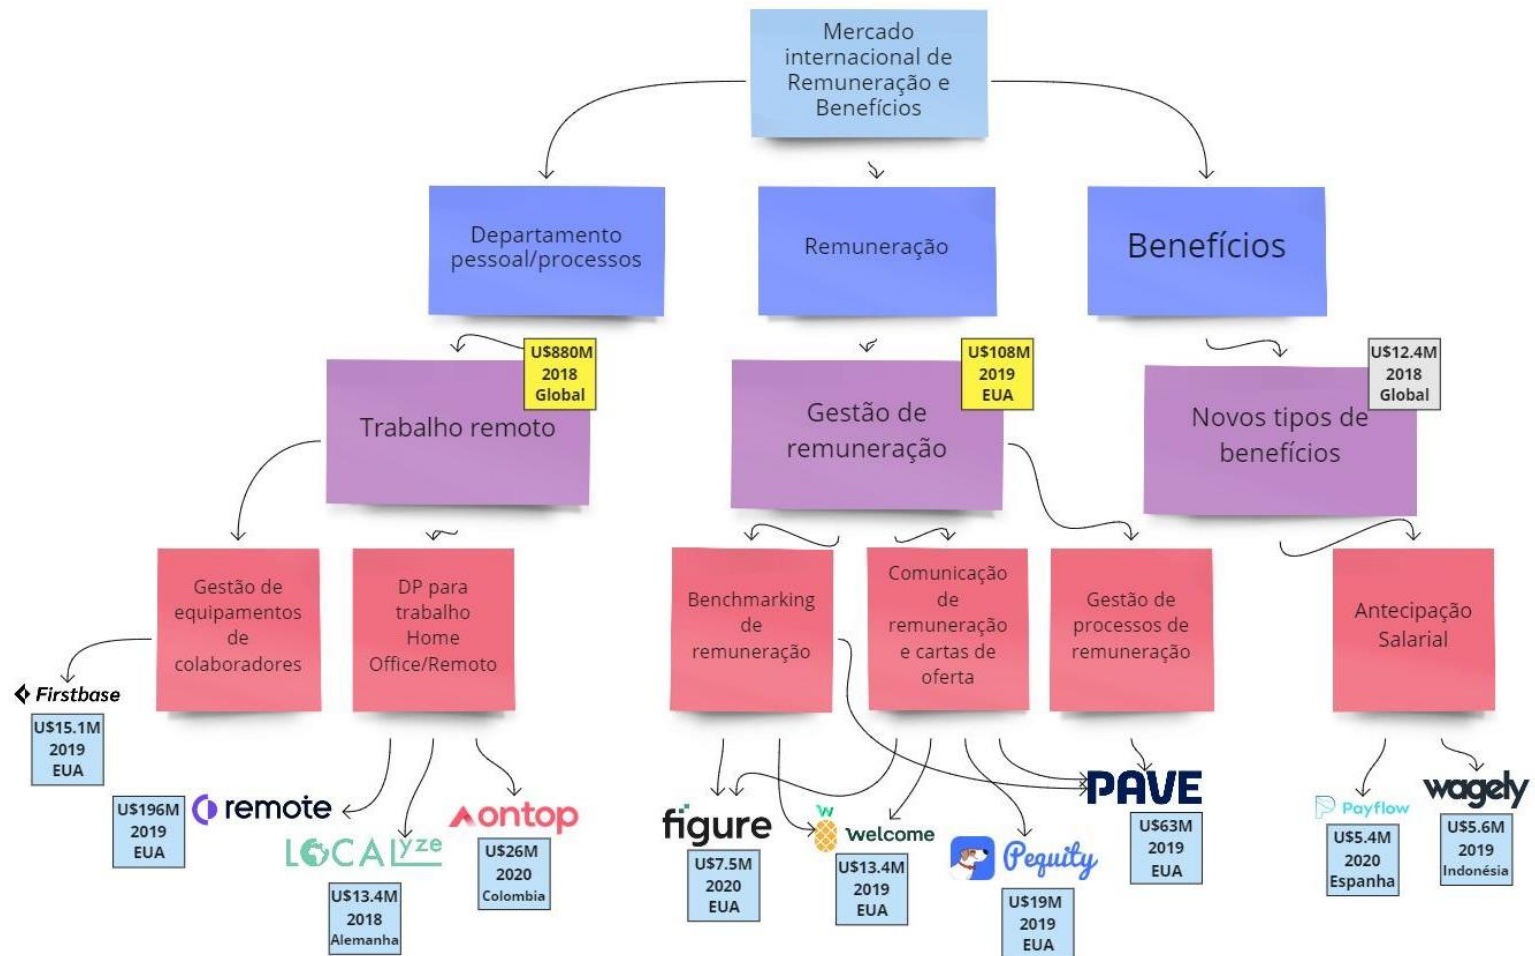 Mercado
internacional de
Remuneração e
Benefícios
Departamento
pessoal/processos
Remuneração
Benefícios
U$880M
2018
Global
Trabalho remoto
U$108M
2019
EUA
Gestão de
remuneração
U$12.4M
2018
Global
Novos tipos de
benefícios
Gestão de
equipamentos
de
colaboradores
DP para
trabalho
Home
Office/Remoto
Benchmarking
de
remuneração
Comunicação
de
remuneração
e cartas de
oferta
Gestão de
processos de
remuneração
Antecipação
Salarial
Firstbase
U$15.1M
2019
EUA
U$196M
2019
EUA
remote
LOCALyze
U$13.4M
2018
Alemanha
ontop
U$26M
2020
Colombia
figure
U$7.5M
2020
EUA
w
welcome
U$13.4M
2019
EUA
Pequity
U$19M
2019
EUA
PAVE
U$63M
2019
EUA
Payflow
U$5.4M
2020
Espanha
wagely
U$5.6M
2019
Indonésia